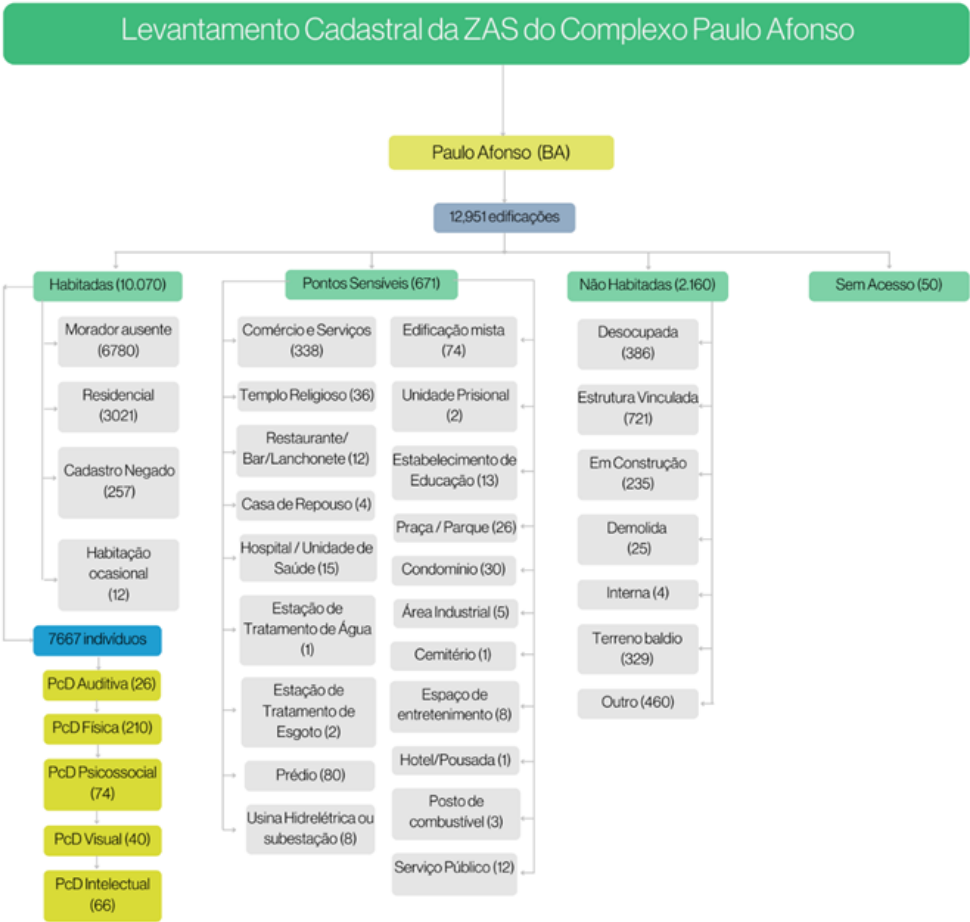 Levantamento Cadastral da ZAS do Complexo Paulo Afonso
Paulo Afonso (BA)
12,951 edificações
Habitadas (10.070)
Morador ausente
(6780)
Residencial
(3021)
Cadastro Negado
(257)
Habitação
ocasional
(12)
7667 indivíduos
PcD Auditiva (26)
PcD Física (210)
PcD Psicossocial
(74)
PcD Visual (40)
PcD Intelectual
(66)
Pontos Sensíveis (671)
Comércio e Serviços
(338)
Templo Religioso (36)
Restaurante/
Bar/Lanchonete (12)
Casa de Repouso (4)
Hospital / Unidade de
Saúde (15)
Estação de
Tratamento de Água
(1)
Estação de
Tratamento de
Esgoto (2)
Prédio (80)
Usina Hidrelétrica ou
subestação (8)
Edificação mista
(74)
Unidade Prisional
(2)
Estabelecimento de
Educação (13)
Praça / Parque (26)
Condomínio (30)
Área Industrial (5)
Cemitério (1)
Espaço de
entretenimento (8)
Hotel/Pousada (1)
Posto de
combustível (3)
Serviço Público (12)
Não Habitadas (2.160)
Desocupada
(386)
Estrutura Vinculada
(721)
Em Construção
(235)
Demolida
(25)
Interna (4)
Terreno baldio
(329)
Outro (460)
Sem Acesso (50)